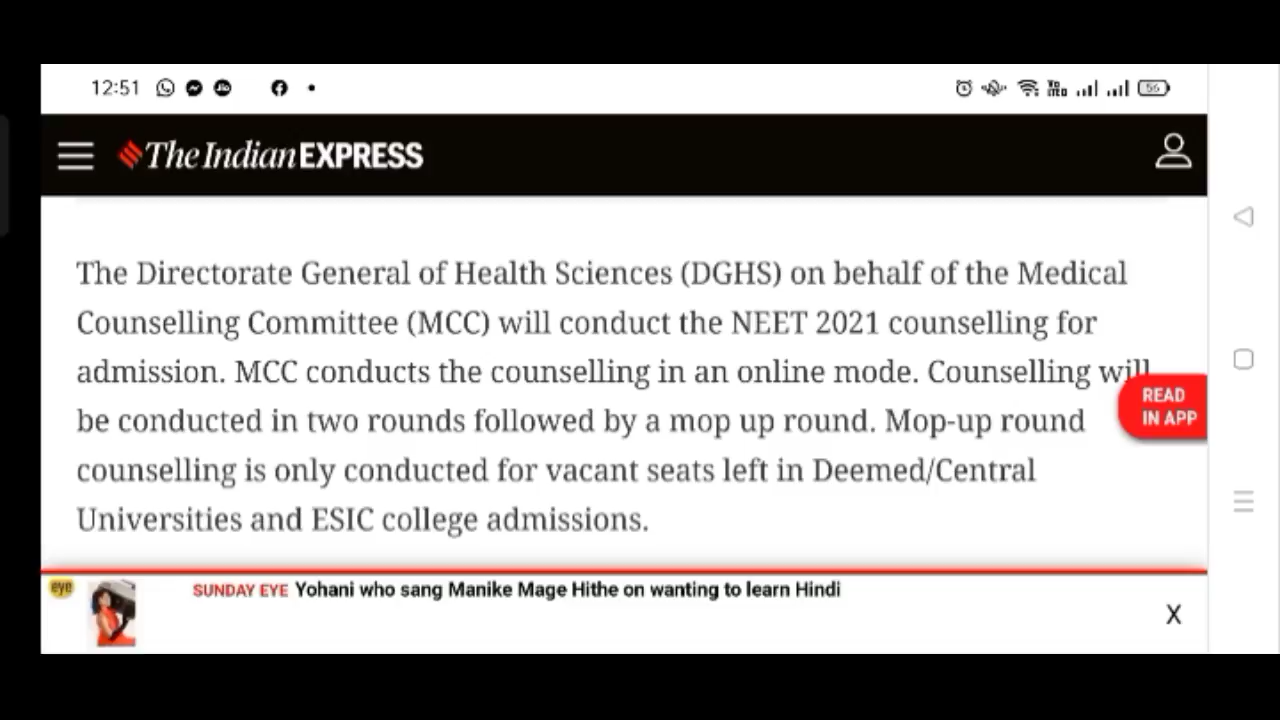 12:51
56
The Indian EXPRESS
The Directorate General of Health Sciences (DGHS) on behalf of the Medical
Counselling Committee (MCC) will conduct the NEET 2021 counselling for
admission. MCC conducts the counselling in an online mode. Counselling will
be conducted in two rounds followed by a mop up round. Mop-up round
counselling is only conducted for vacant seats left in Deemed/Central
Universities and ESIC college admissions.
READ
IN APP
eye
SUNDAY EYE Yohani who sang Manike Mage Hithe on wanting to learn Hindi
X